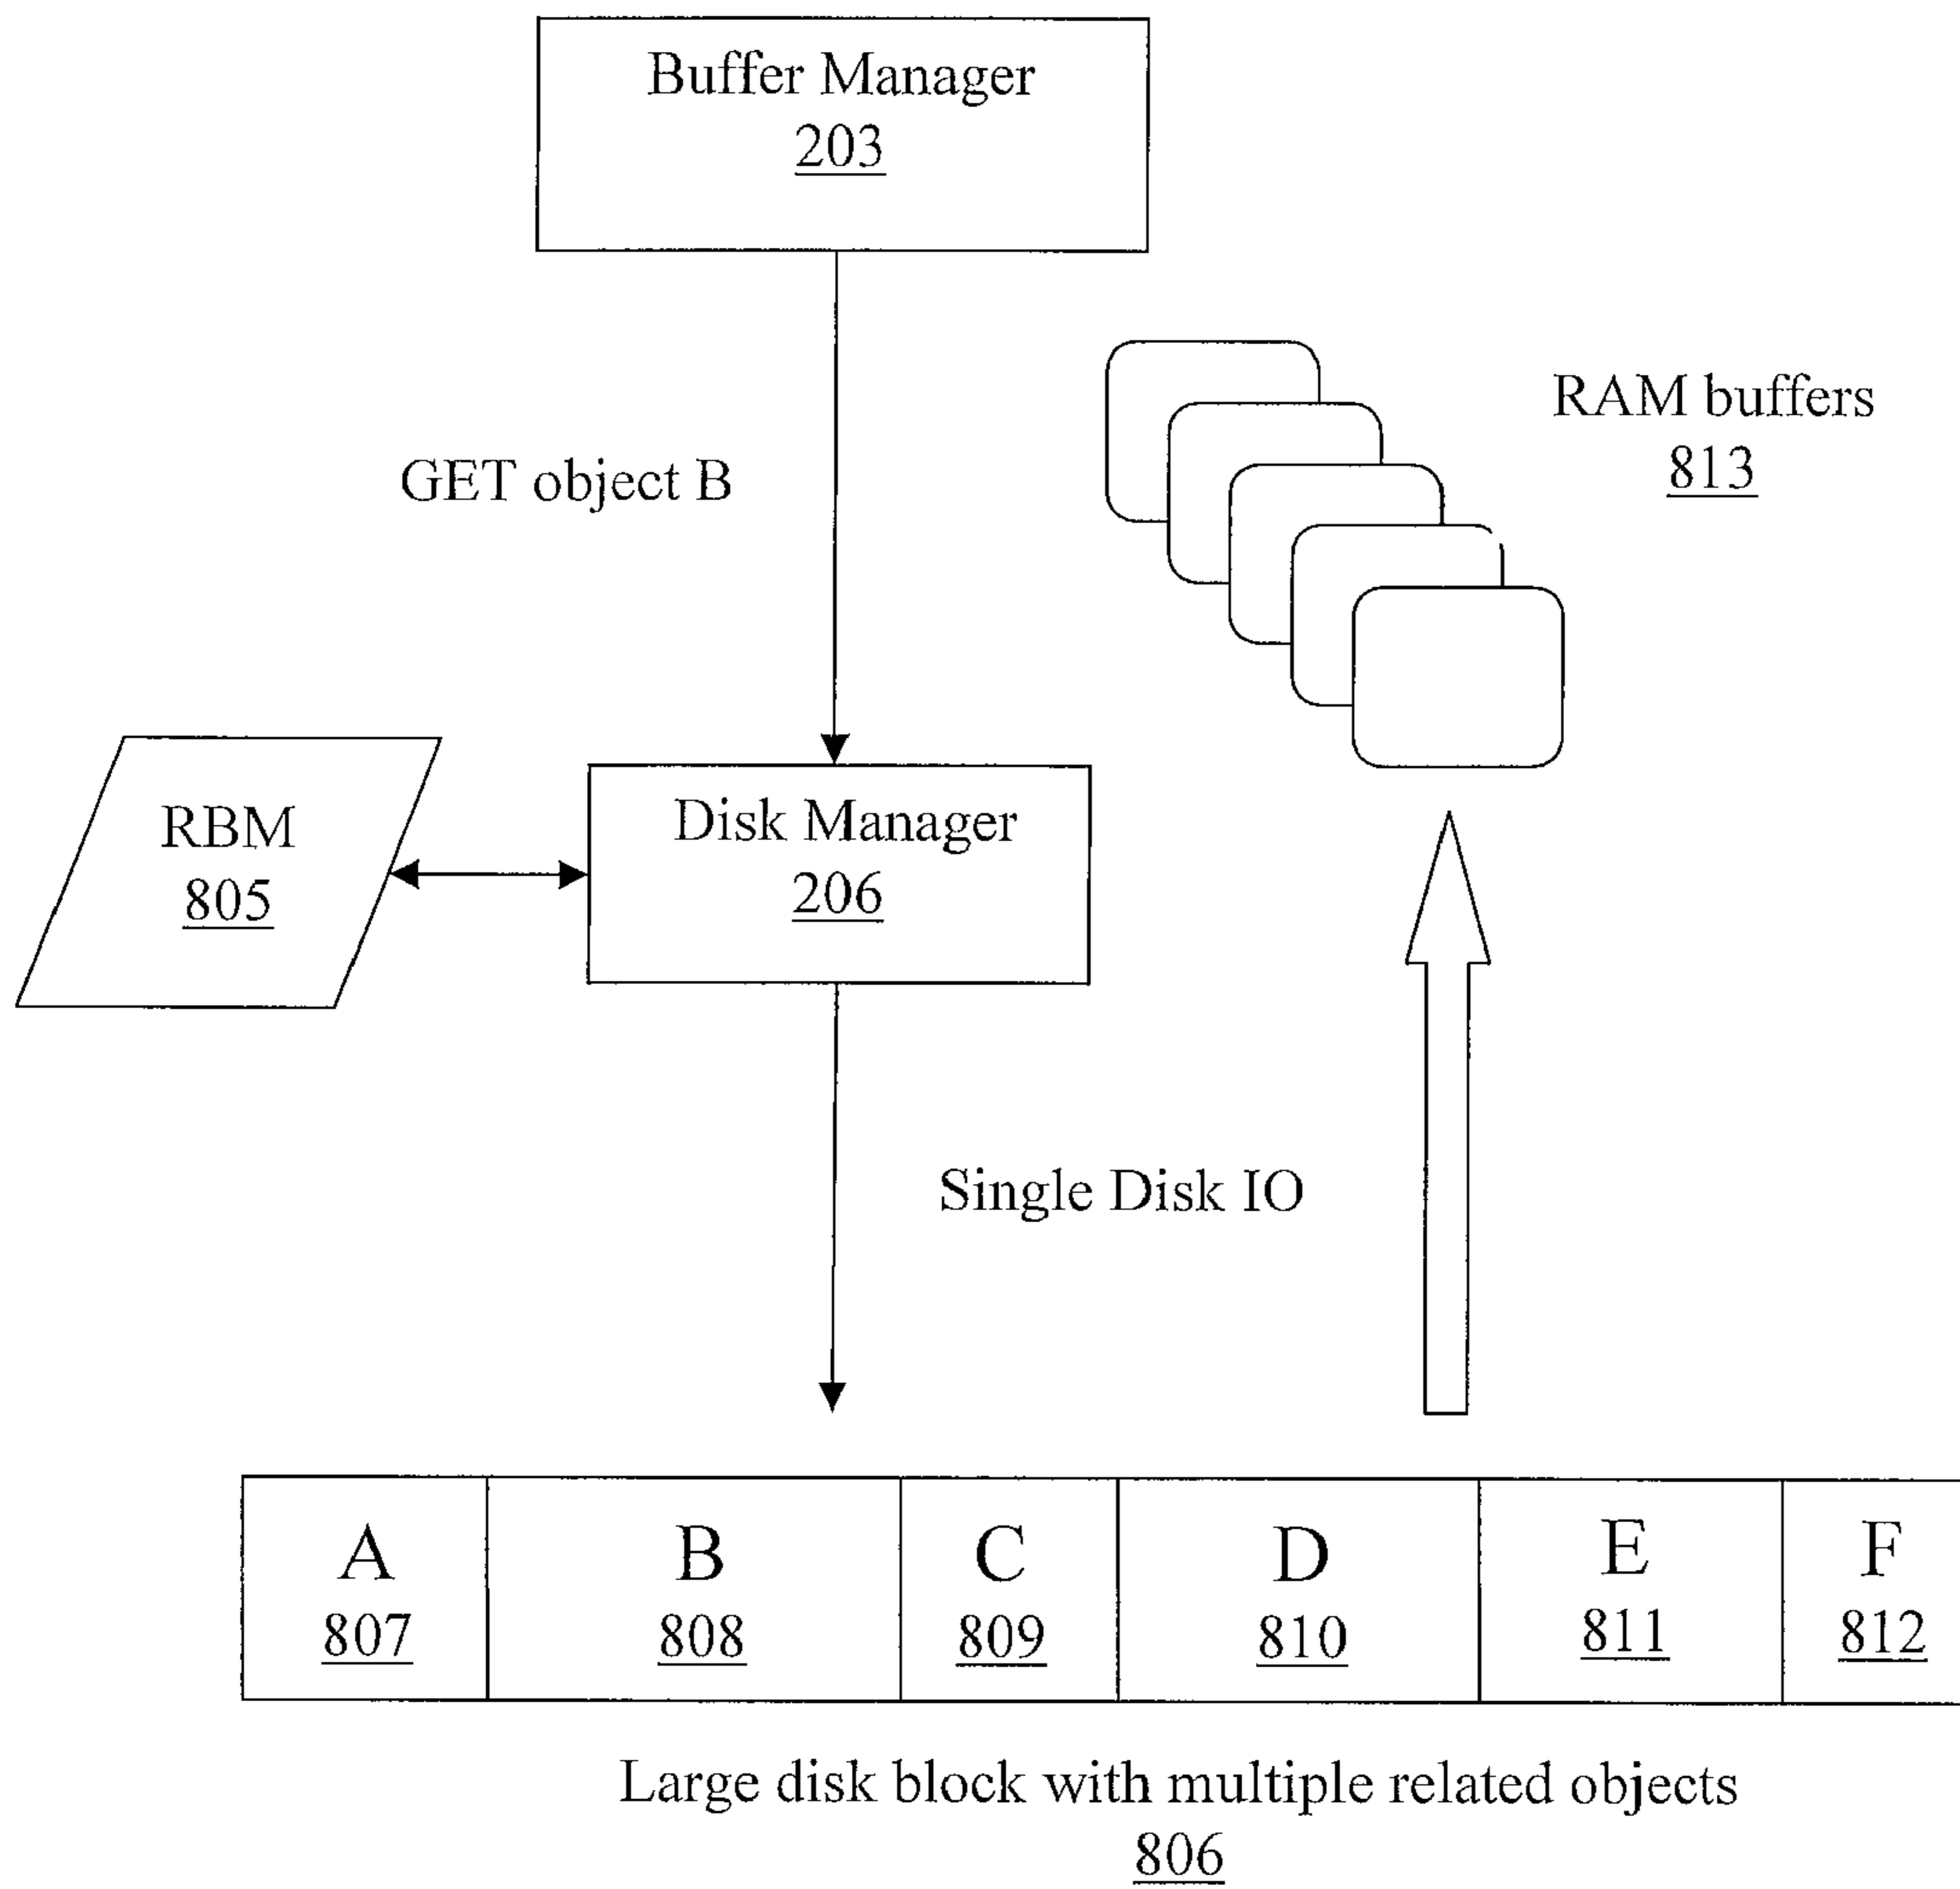 Buffer Manager
203
RAM buffers
813
GET object B
RBM
805
Disk Manager
206
Single Disk IO
A
807
B
808
C
809
D
810
E
811
F
812
Large disk block with multiple related objects
806